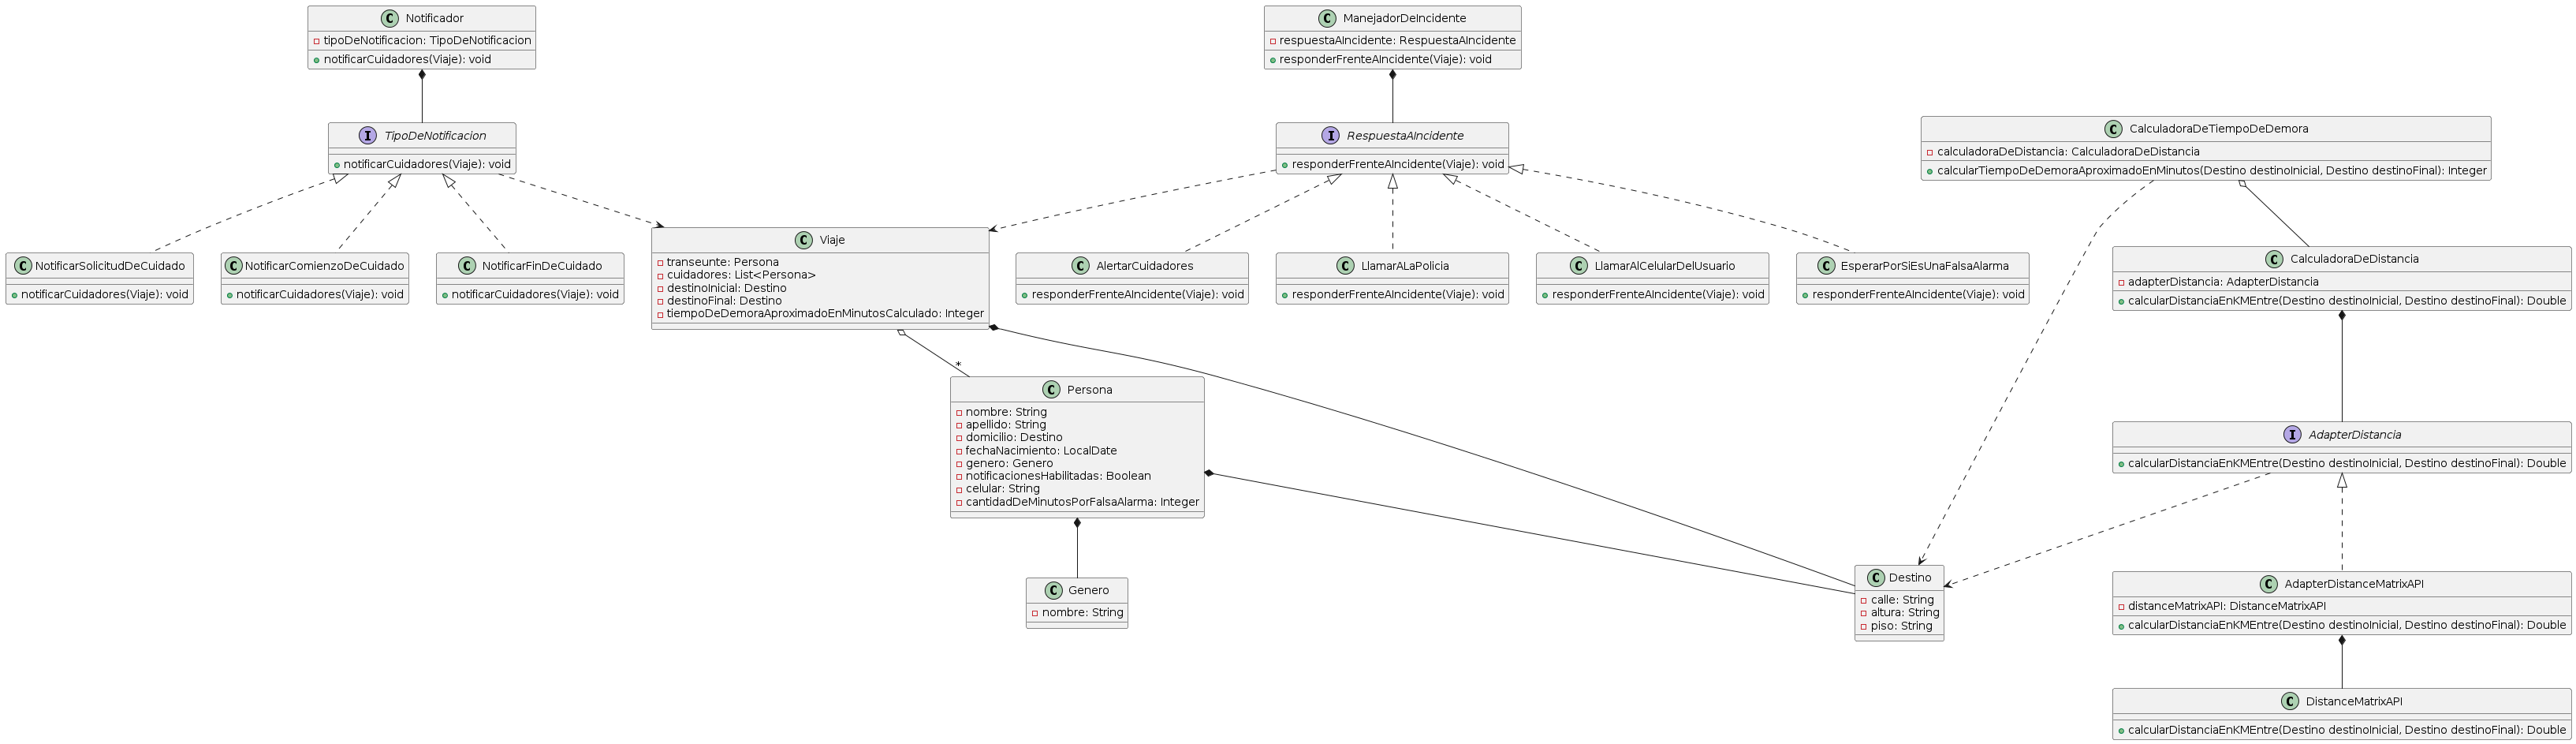 C Notificador
tipoDeNotificacion: TipoDeNotificacion
notificarCuidadores(Viaje): void
C ManejadorDeIncidente
respuestaAIncidente: RespuestaAIncidente
responderFrenteAIncidente(Viaje): void
I TipoDeNotificacion
notificarCuidadores(Viaje): void
I RespuestaAIncidente
responderFrenteAIncidente(Viaje): void
C CalculadoraDeTiempoDeDemora
calculadoraDeDistancia: CalculadoraDeDistancia
calcularTiempoDeDemoraAproximadoEnMinutos(Destino destinoInicial, Destino destinoFinal): Integer
C NotificarSolicitudDeCuidado
notificarCuidadores(Viaje): void
C NotificarComienzoDeCuidado
notificarCuidadores(Viaje): void
C NotificarFinDeCuidado
notificarCuidadores(Viaje): void
C Viaje
transeunte: Persona
cuidadores: List<Persona>
destinoInicial: Destino
destinoFinal: Destino
tiempoDeDemoraAproximadoEnMinutosCalculado: Integer
C AlertarCuidadores
responderFrenteAIncidente(Viaje): void
C LlamarALaPolicia
responderFrenteAIncidente(Viaje): void
C LlamarAlCelularDelUsuario
responderFrenteAIncidente(Viaje): void
C EsperarPorSiEsUnaFalsaAlarma
responderFrenteAIncidente(Viaje): void
C CalculadoraDeDistancia
adapterDistancia: AdapterDistancia
calcularDistanciaEnKMEntre(Destino destinoInicial, Destino destinoFinal): Double
*
C Persona
nombre: String
apellido: String
domicilio: Destino
fechaNacimiento: LocalDate
genero: Genero
notificacionesHabilitadas: Boolean
celular: String
cantidadDeMinutosPorFalsaAlarma: Integer
I AdapterDistancia
calcularDistanciaEnKMEntre(Destino destinoInicial, Destino destinoFinal): Double
C Genero
nombre: String
C Destino
calle: String
altura: String
piso: String
C AdapterDistanceMatrixAPI
distanceMatrixAPI: DistanceMatrixAPI
calcularDistanciaEnKMEntre(Destino destinoInicial, Destino destinoFinal): Double
C DistanceMatrixAPI
calcularDistanciaEnKMEntre(Destino destinoInicial, Destino destinoFinal): Double